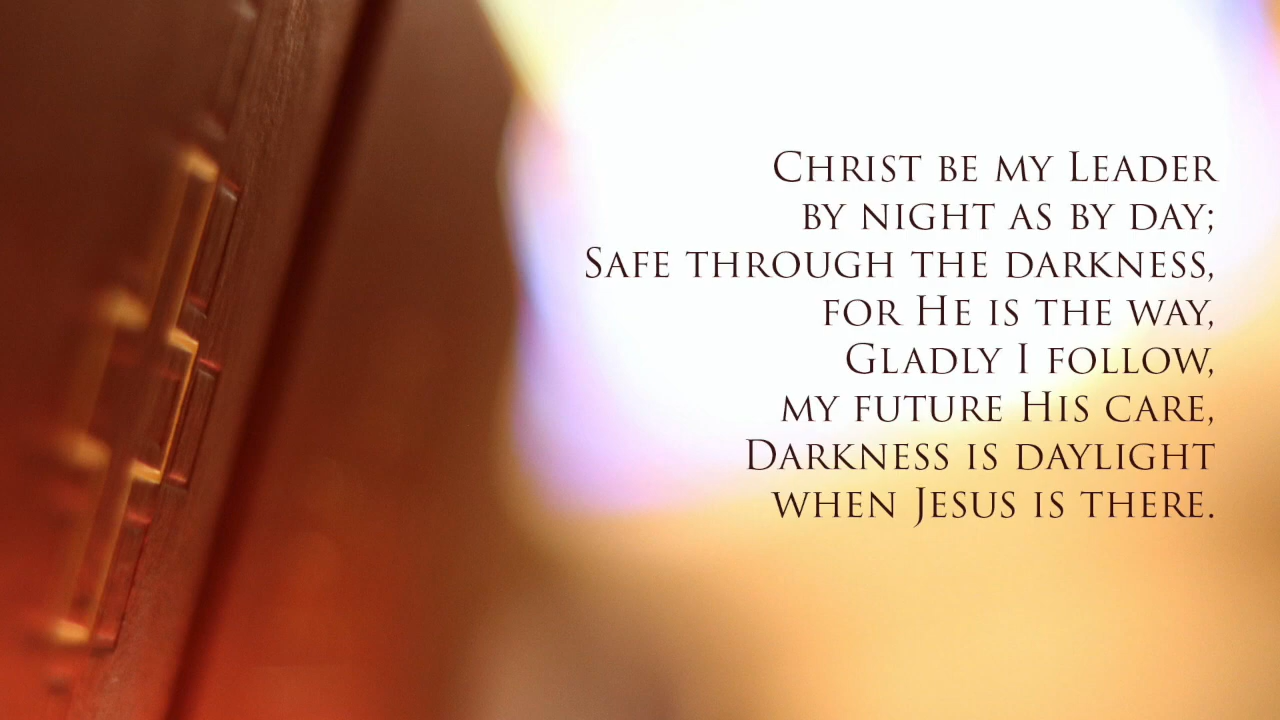 Christ be my Leader
by night as by day;
Safe through the darkness,
for He is the way,
Gladly I follow,
my future His care,
Darkness is daylight
when Jesus is there.